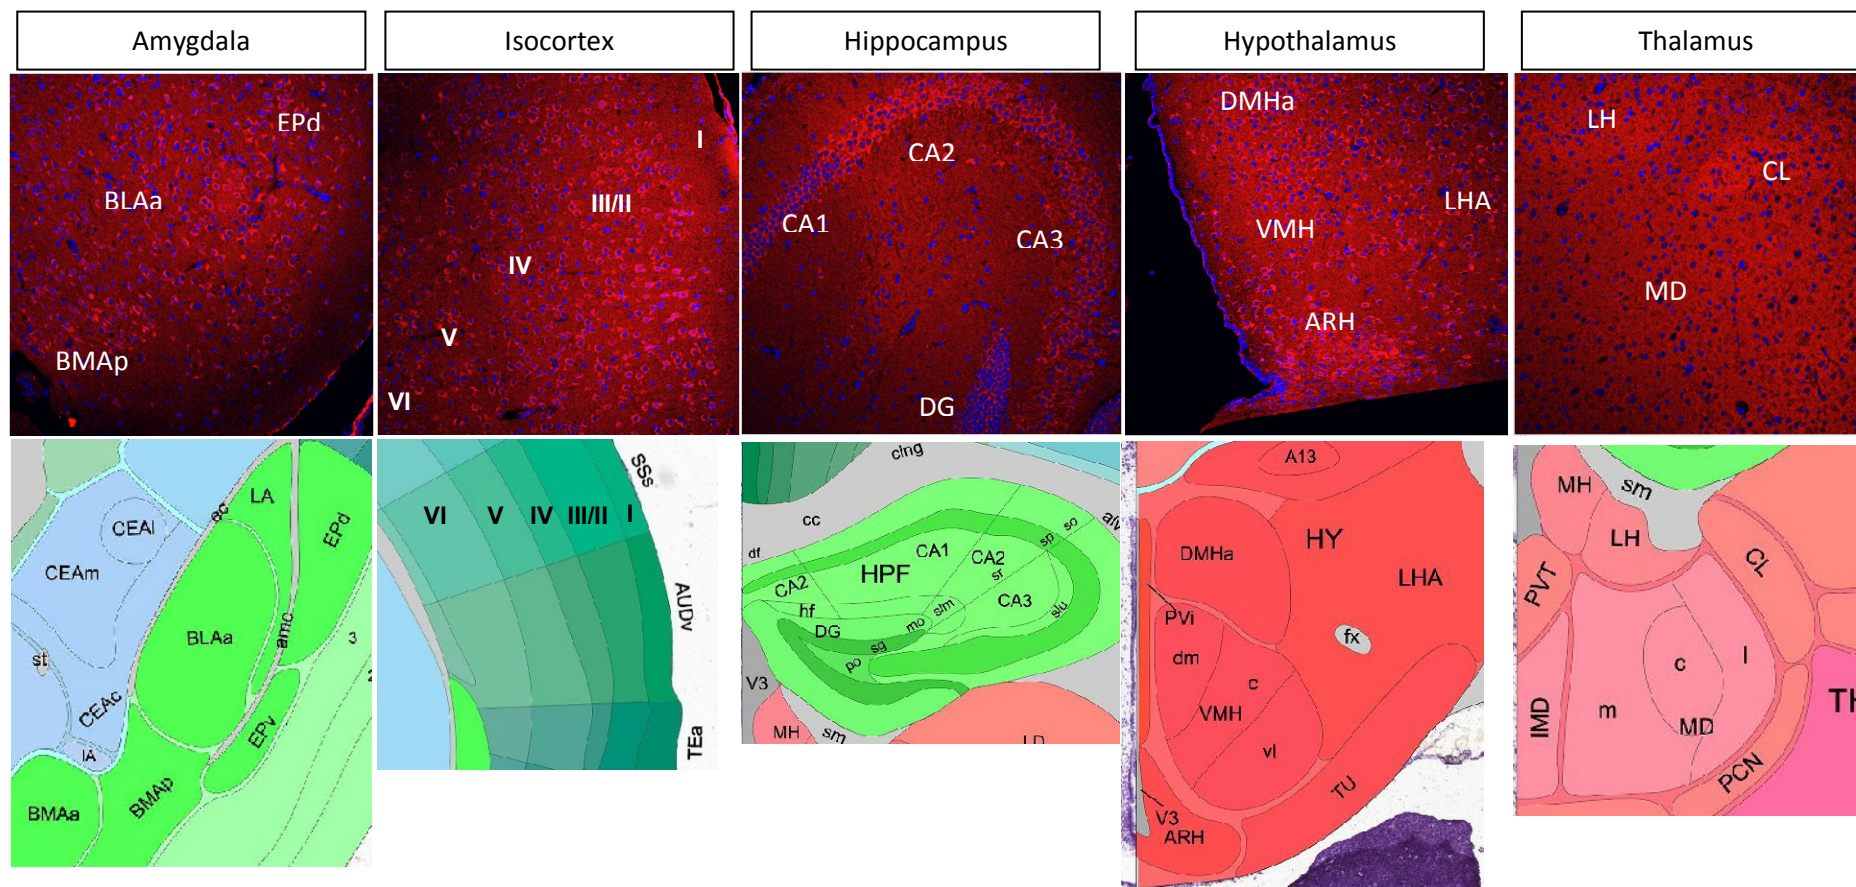 Amygdala
Isocortex
Hippocampus
Hypothalamus
Thalamus
EPd
BLAa
BMAp
I
III/II
IV
V
VI
CA2
CA1
CA3
DG
DMHa
LHA
VMH
ARH
LH
CL
MD
LA
ec
EPd
CEAl
CEAm
BLAa
amc
3
2
st
CEAc
EPv
IA
BMAp
BMAa
SSs
VI V IV III/II I
AUDv
TEa
cing
cc
alv
so
df
CA1
sp
CA2
HPF
sr
CA2
CA3
hf
slm
slu
DG
mo
sg
po
V3
MH
sm
LD
A13
HY
DMHa
LHA
PVi
fx
dm
c
VMH
vl
TU
V3
ARH
MH
sm
LH
CL
PVT
c
l
m
MD
IMD
TH
PCN